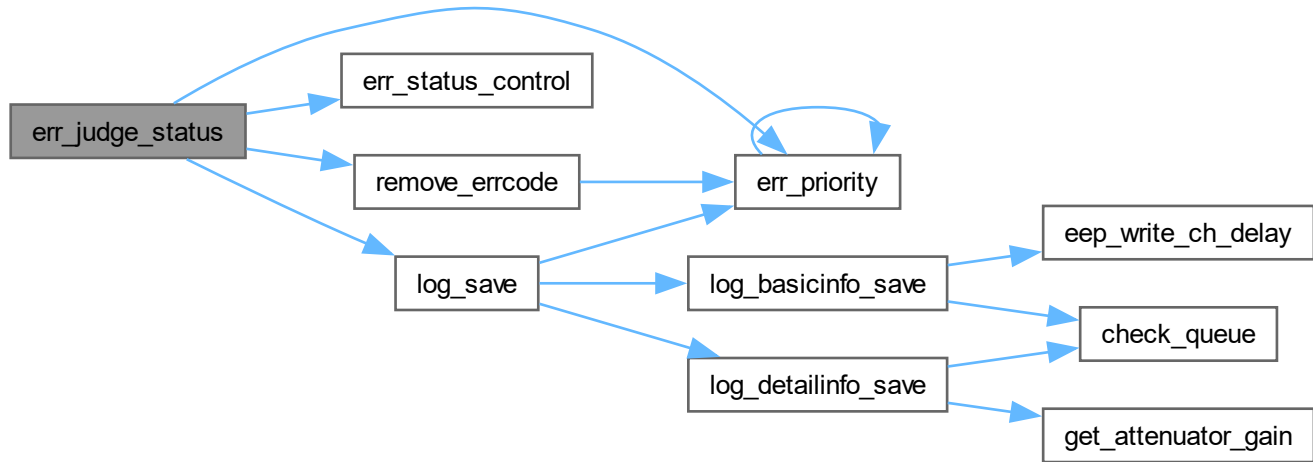 err_judge_status
err_status_control
remove_errcode
log_save
err_priority
log_basicinfo_save
log_detailinfo_save
eep_write_ch_delay
check_queue
get_attenuator_gain